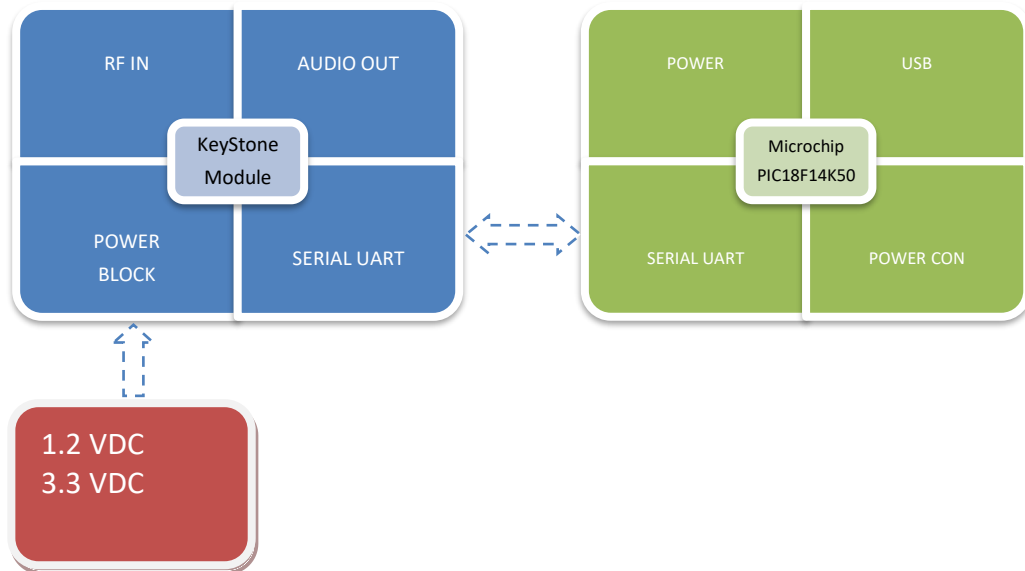 RF IN
AUDIO OUT
KeyStone
Module
POWER
BLOCK
SERIAL UART
POWER
USB
Microchip
PIC18F14K50
SERIAL UART
POWER CON
1.2 VDC
3.3 VDC